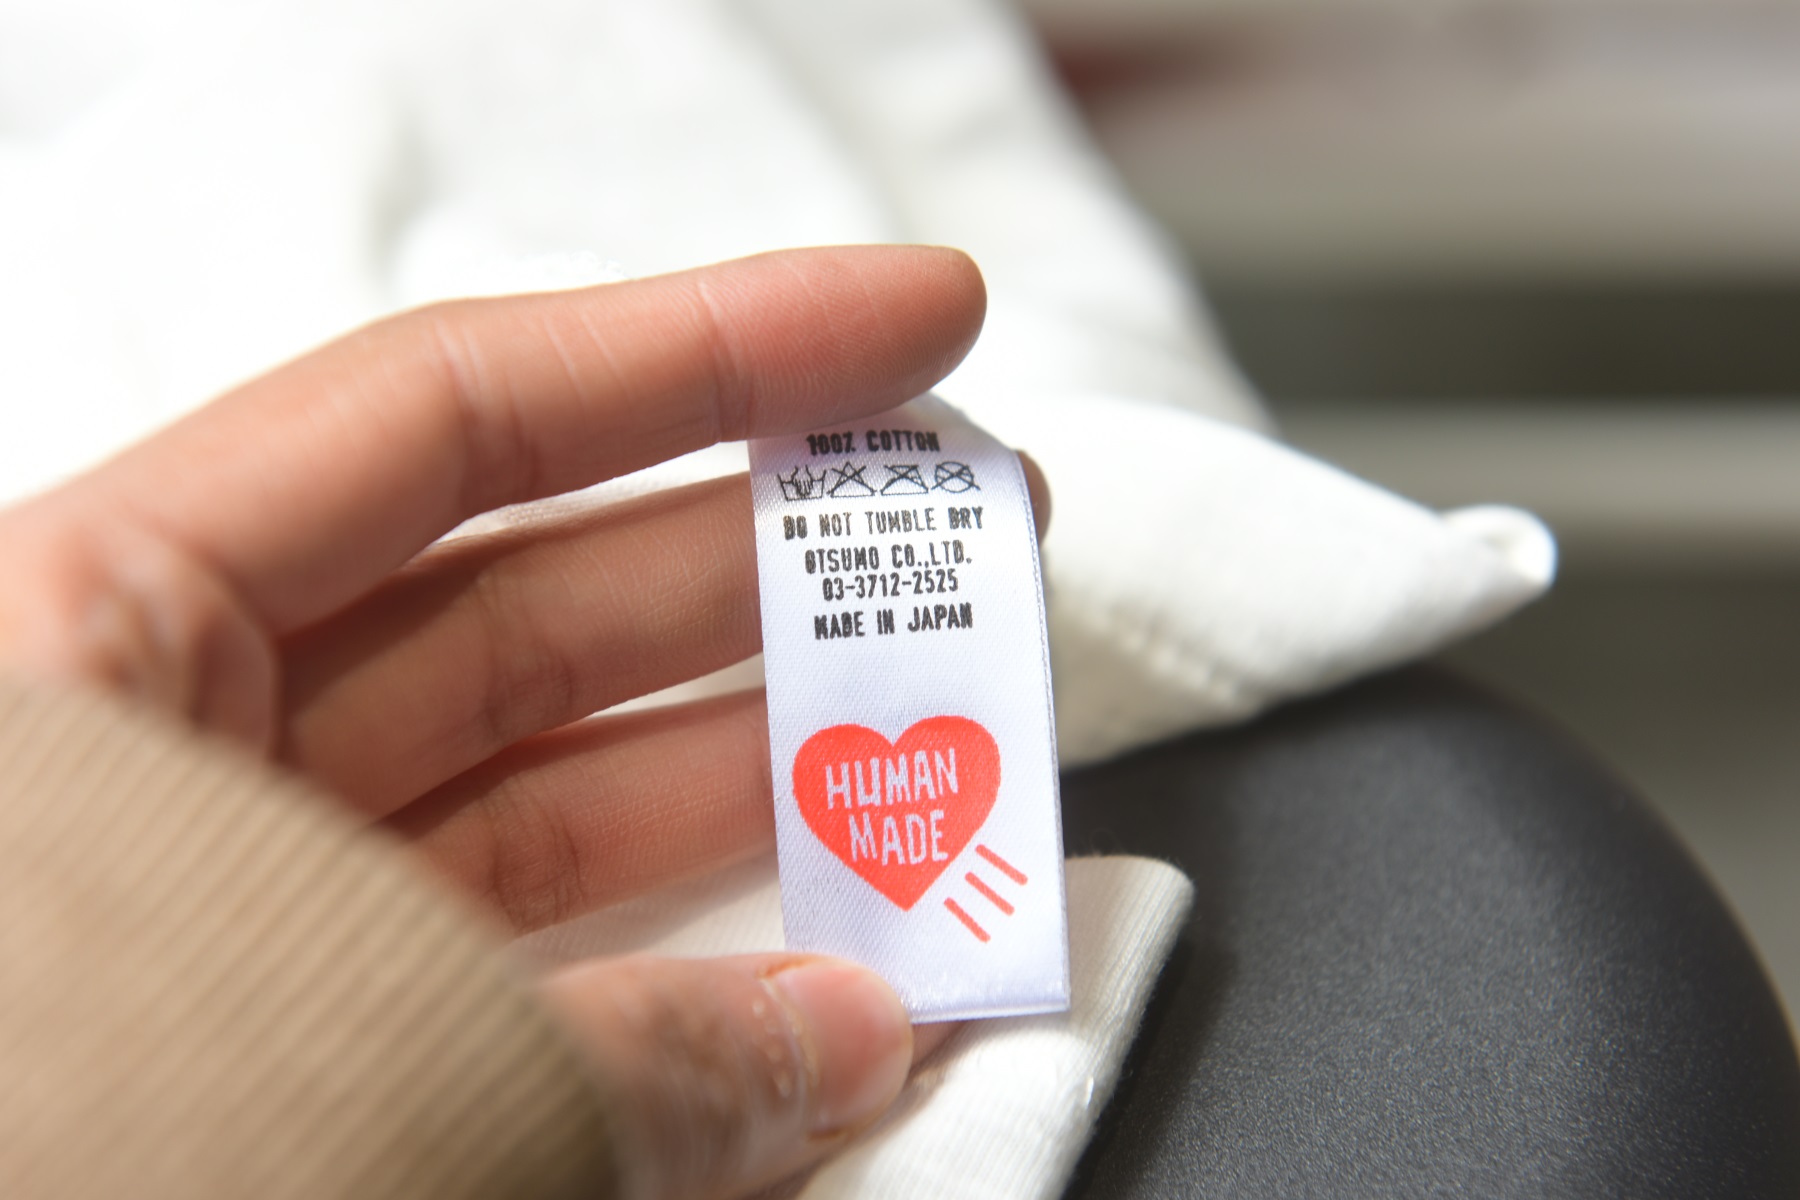 100% COTTON
DO NOT TUMBLE DRY
OTSUMO CO.,LTD.
03-3712-2525
MADE IN JAPAN
HUMAN
MADE